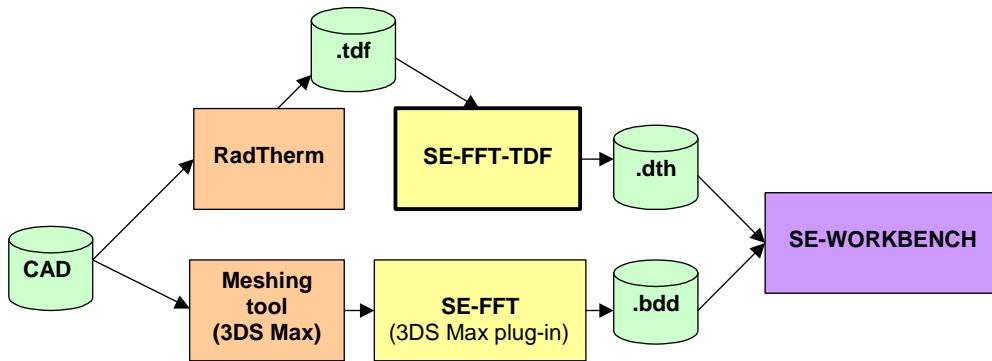 .tdf
RadTherm
SE-FFT-TDF
.dth
SE-WORKBENCH
CAD
Meshing
tool
(3DS Max)
SE-FFT
(3DS Max plug-in)
.bdd